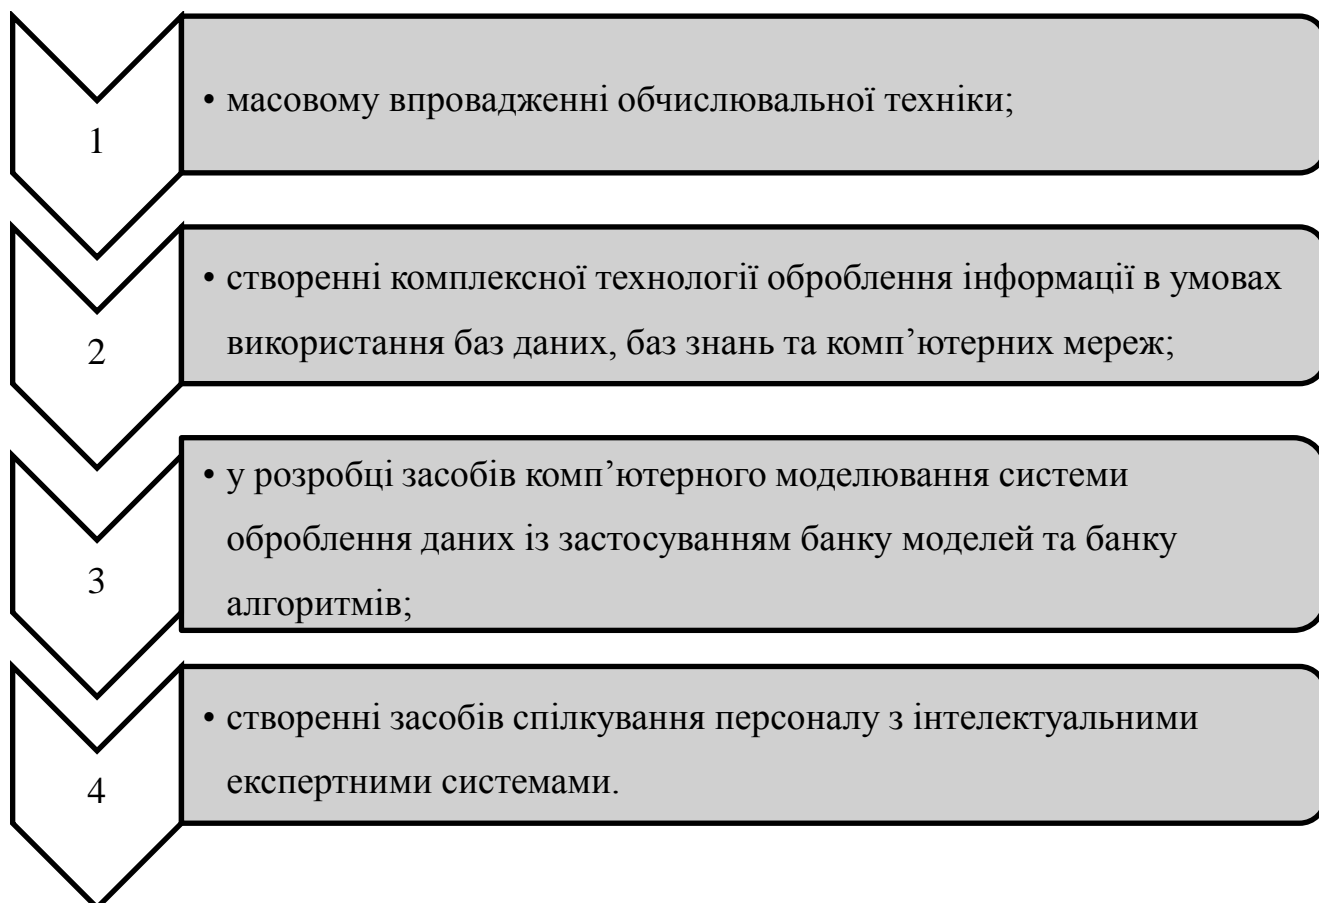 1
• масовому впровадженні обчислювальної техніки;
2
• створенні комплексної технології оброблення інформації в умовах
використання баз даних, баз знань та комп’ютерних мереж;
3
• у розробці засобів комп’ютерного моделювання системи
оброблення даних із застосуванням банку моделей та банку
алгоритмів;
4
• створенні засобів спілкування персоналу з інтелектуальними
експертними системами.